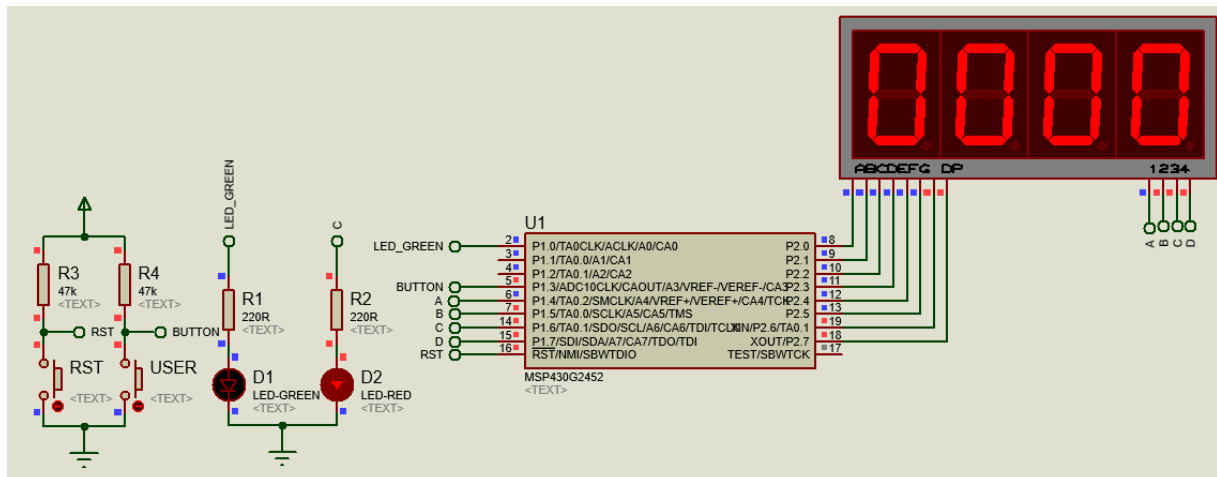 0000
ABCDEFG DP
1234
A
B
C
D
LED_GREEN
C
R3
47k
<TEXT>
R4
47k
<TEXT>
RST
BUTTON
RST
<TEXT>
USER
<TEXT>
R1
220R
<TEXT>
R2
220R
<TEXT>
D1
LED-GREEN
<TEXT>
D2
LED-RED
<TEXT>
U1
LED_GREEN 2 P1.0/TA0CLK/ACLK/A0/CA0 P2.0 8
3 P1.1/TA0.0/A1/CA1 P2.1 9
4 P1.2/TA0.1/A2/CA2 P2.2 10
BUTTON 5 P1.3/ADC10CLK/CAOUT/A3/VREF-/VEREF-/CA3 P2.3 11
A 6 P1.4/TA0.2/SMCLK/A4/VREF+/VEREF+/CA4/TCK P2.4 12
B 7 P1.5/TA0.0/SCLK/A5/CA5/TMS P2.5 13
C 14 P1.6/TA0.1/SDO/SCL/A6/CA6/TDI/TCLK XIN/P2.6/TA0.1 19
D 15 P1.7/SDI/SDA/A7/CA7/TDO/TDI XOUT/P2.7 18
RST 16 RST/NMI/SBWTDIO TEST/SBWTCK 17
MSP430G2452
<TEXT>